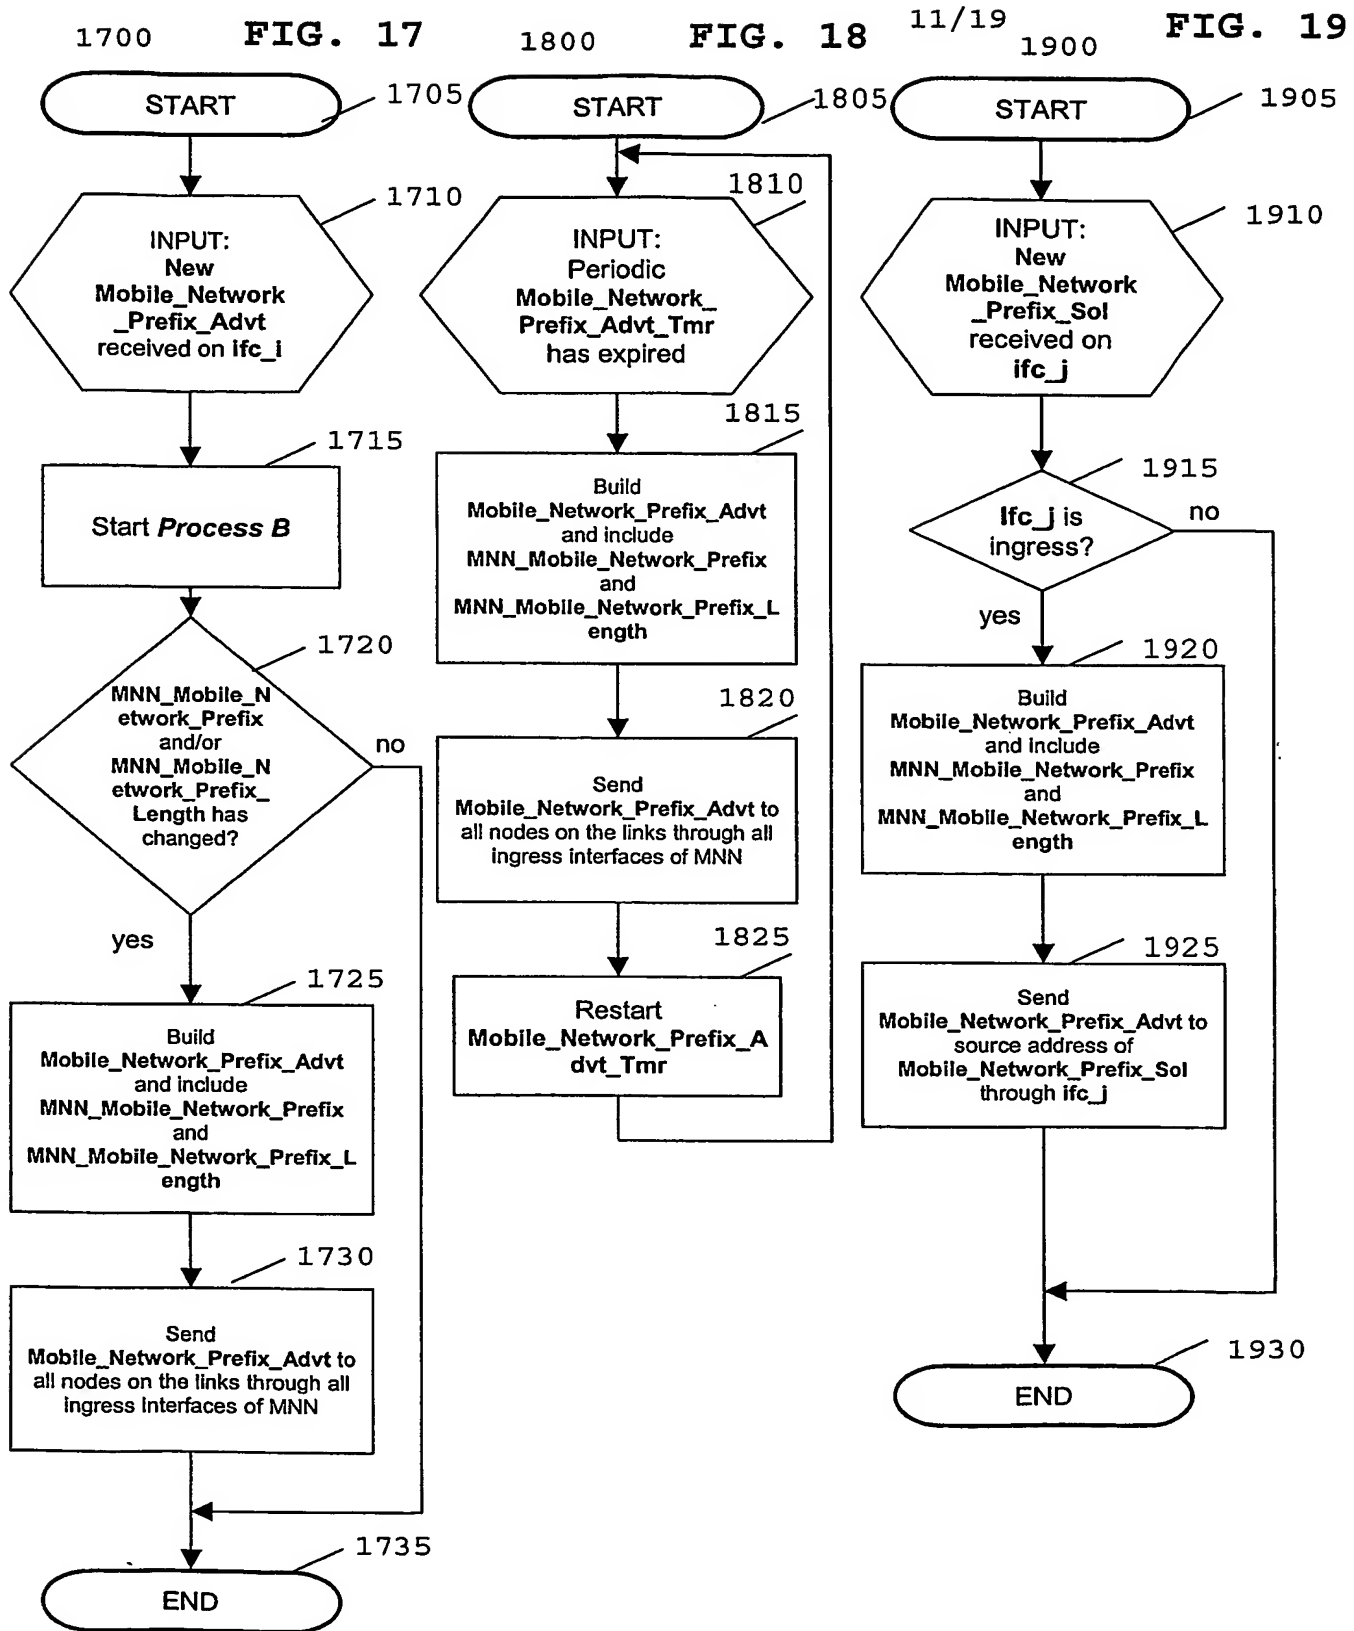 11/19
1700
FIG. 17
START
1705
INPUT:
New
Mobile_Network
_Prefix_Advt
received on ifc_i
1710
1715
Start Process B
1720
MNN_Mobile_N
etwork_Prefix
and/or
MNN_Mobile_N
etwork_Prefix_
Length has
changed?
no
yes
1725
Build
Mobile_Network_Prefix_Advt
and include
MNN_Mobile_Network_Prefix
and
MNN_Mobile_Network_Prefix_L
ength
1730
Send
Mobile_Network_Prefix_Advt to
all nodes on the links through all
ingress interfaces of MNN
1735
END
1800
FIG. 18
START
1805
1810
INPUT:
Periodic
Mobile_Network_
Prefix_Advt_Tmr
has expired
1815
Build
Mobile_Network_Prefix_Advt
and include
MNN_Mobile_Network_Prefix
and
MNN_Mobile_Network_Prefix_L
ength
1820
Send
Mobile_Network_Prefix_Advt to
all nodes on the links through all
ingress interfaces of MNN
1825
Restart
Mobile_Network_Prefix_A
dvt_Tmr
1900
FIG. 19
START
1905
1910
INPUT:
New
Mobile_Network
_Prefix_Sol
received on
ifc_j
1915
Ifc_j is
ingress?
no
yes
1920
Build
Mobile_Network_Prefix_Advt
and include
MNN_Mobile_Network_Prefix
and
MNN_Mobile_Network_Prefix_L
ength
1925
Send
Mobile_Network_Prefix_Advt to
source address of
Mobile_Network_Prefix_Sol
through ifc_j
1930
END